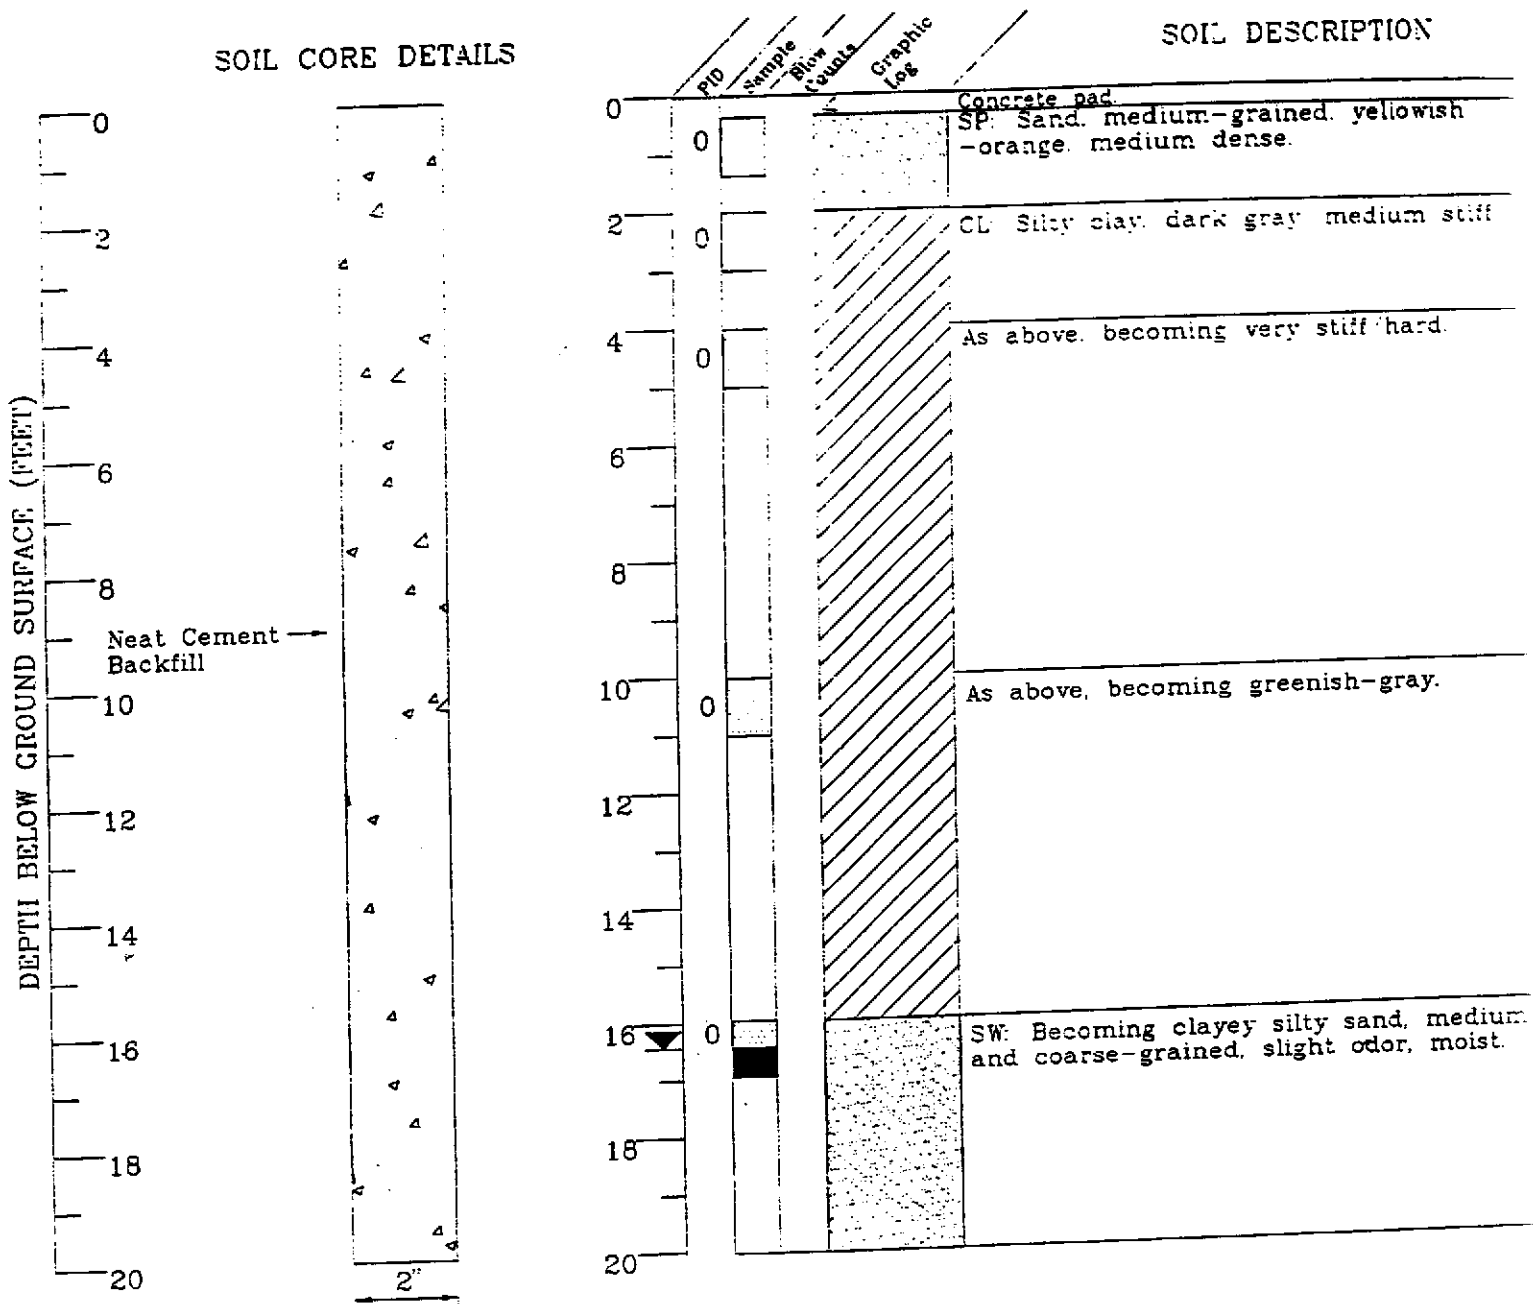 SOIL CORE DETAILS
SOIL DESCRIPTION
PID
Sample
Blow
Counts
Graphic
Log
DEPTH BELOW GROUND SURFACE (FEET)
0
2
4
6
8
10
12
14
16
18
20
Neat Cement
Backfill
2"
0
2
4
6
8
10
12
14
16
18
20
0
0
0
0
0
Concrete pad.
SP: Sand, medium-grained, yellowish
-orange, medium dense.
CL: Silty clay, dark gray medium stiff
As above, becoming very stiff/hard.
As above, becoming greenish-gray.
SW: Becoming clayey silty sand, medium
and coarse-grained, slight odor, moist.